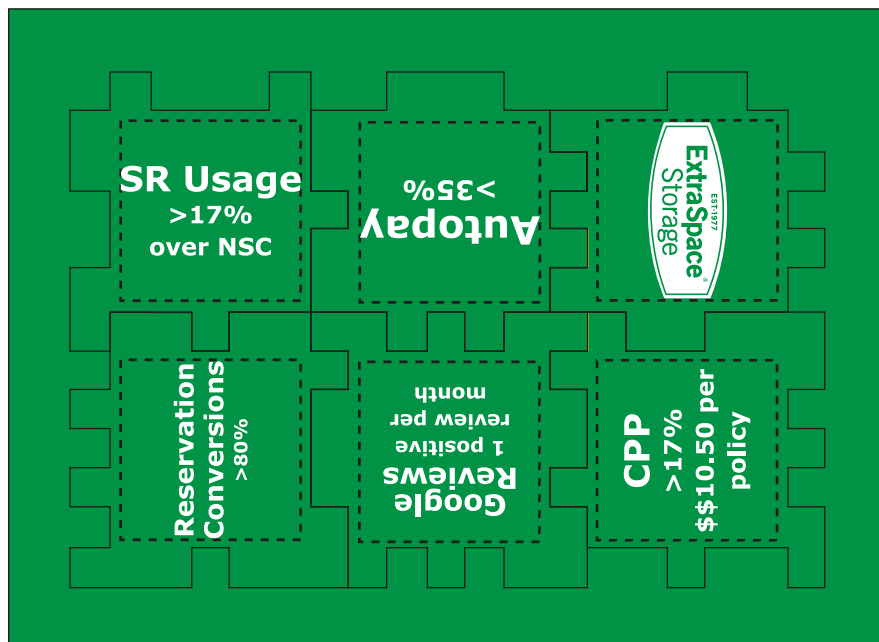 SR Usage
>17%
over NSC
Autopay
>35%
EST·1977
ExtraSpace®
Storage
Reservation
Conversions
>80%
Google
Reviews
1 positive
review per
month
CPP
>17%
$$10.50 per
policy